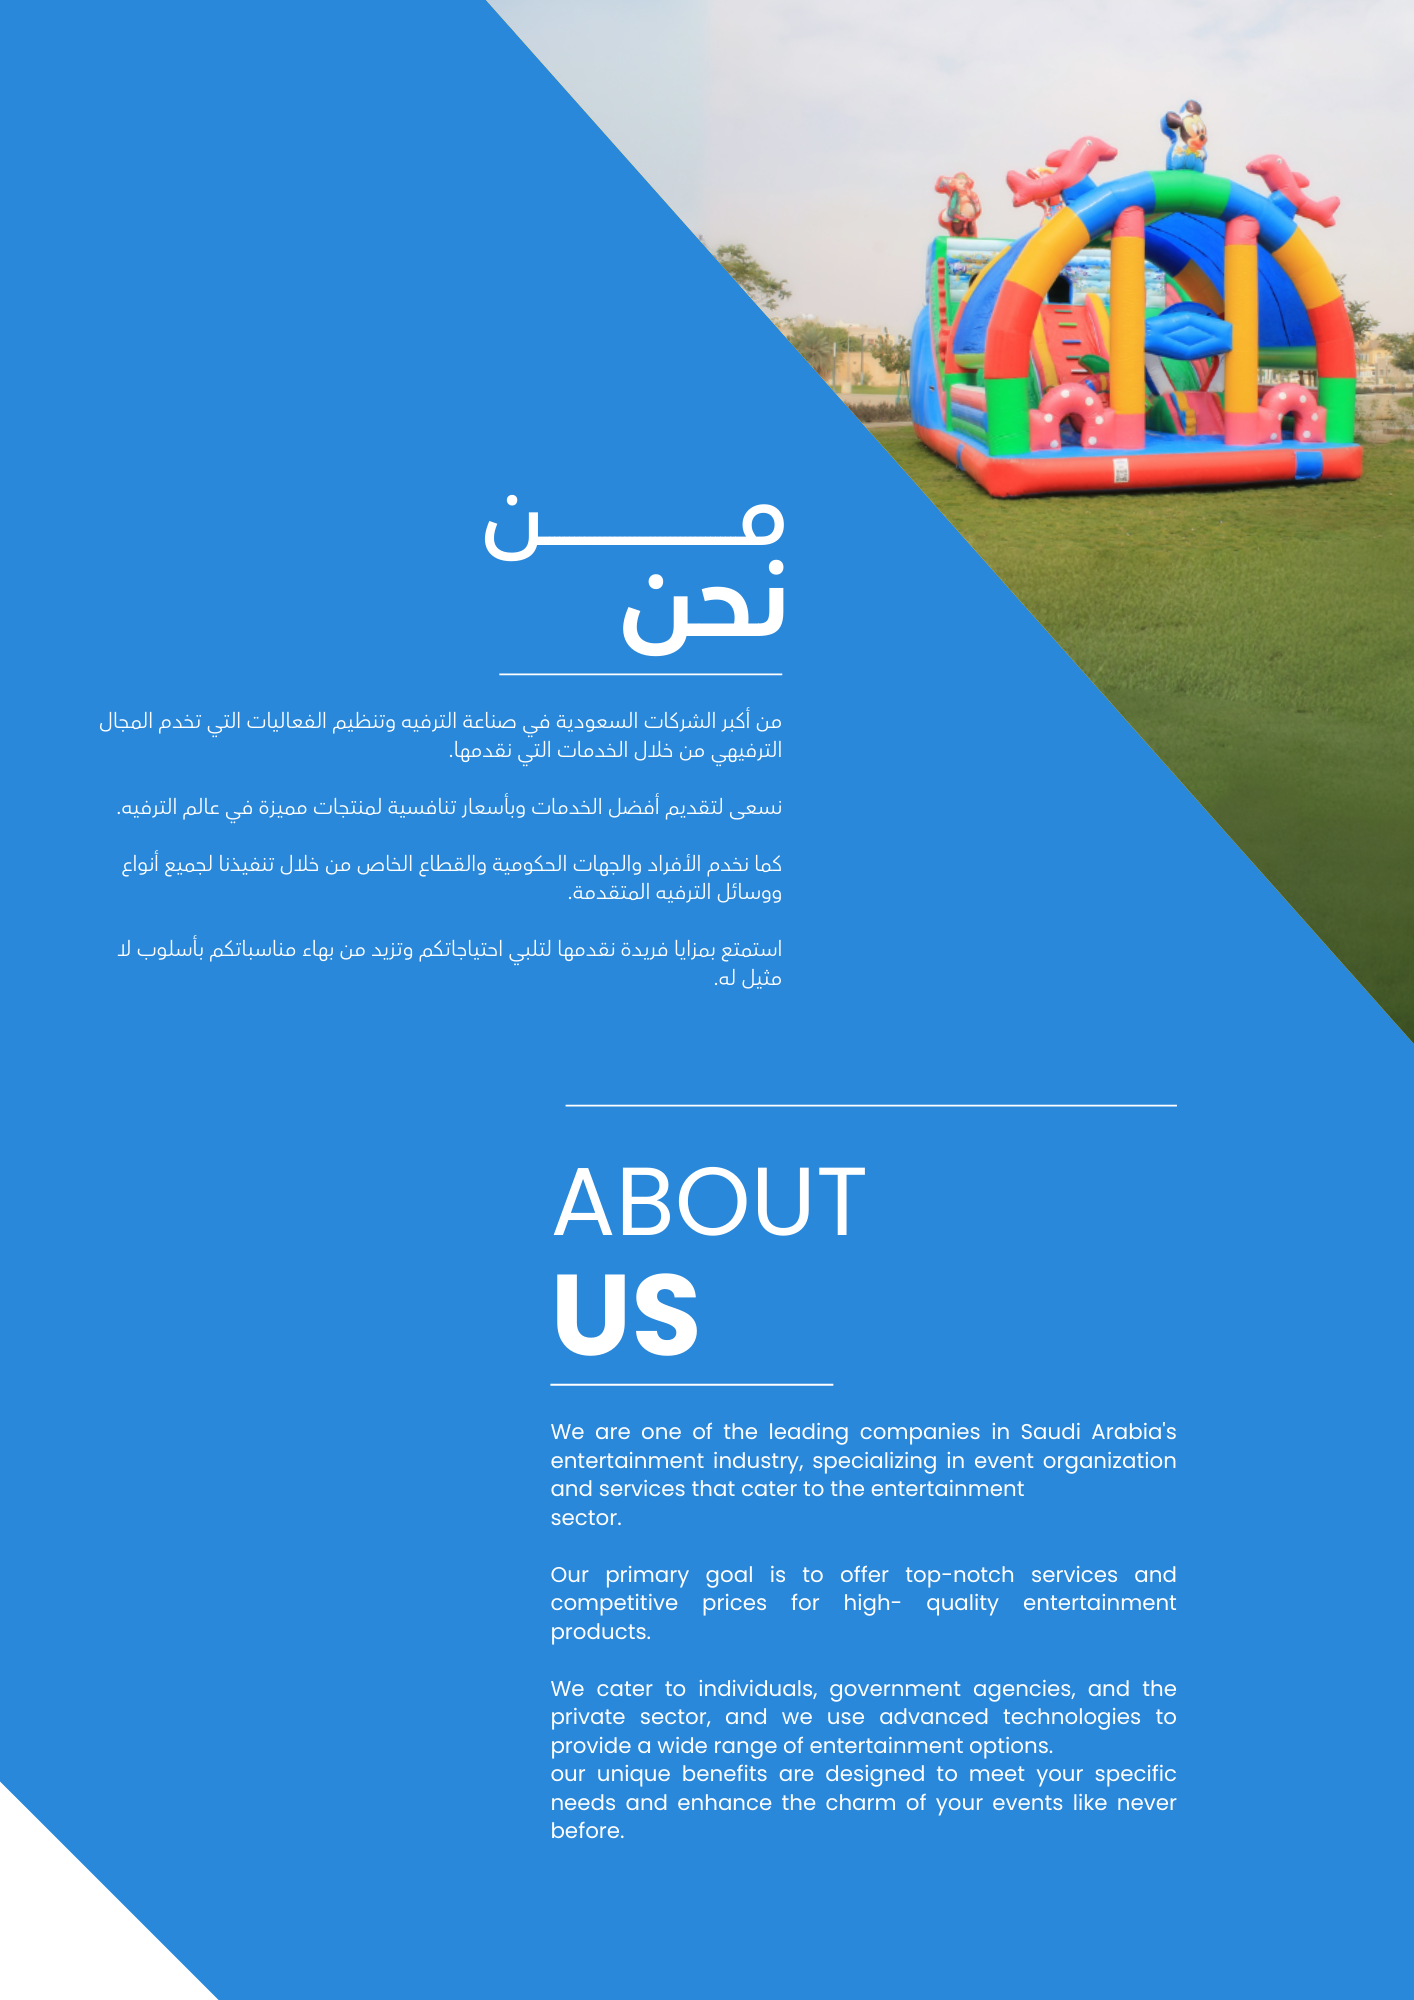 مـــــــن
نحن
من أكبر الشركات السعودية في صناعة الترفيه وتنظيم الفعاليات التي تخدم المجال
الترفيهي من خلال الخدمات التي نقدمها.
نسعى لتقديم أفضل الخدمات وبأسعار تنافسية لمنتجات مميزة في عالم الترفيه.
كما نخدم الأفراد والجهات الحكومية والقطاع الخاص من خلال تنفيذنا لجميع أنواع
ووسائل الترفيه المتقدمة.
استمتع بمزايا فريدة نقدمها لتلبي احتياجاتكم وتزيد من بهاء مناسباتكم بأسلوب لا
مثيل له.
ABOUT
US
We are one of the leading companies in Saudi Arabia's
entertainment industry, specializing in event organization
and services that cater to the entertainment
sector.
Our primary goal is to offer top-notch services and
competitive prices for high- quality entertainment
products.
We cater to individuals, government agencies, and the
private sector, and we use advanced technologies to
provide a wide range of entertainment options.
our unique benefits are designed to meet your specific
needs and enhance the charm of your events like never
before.